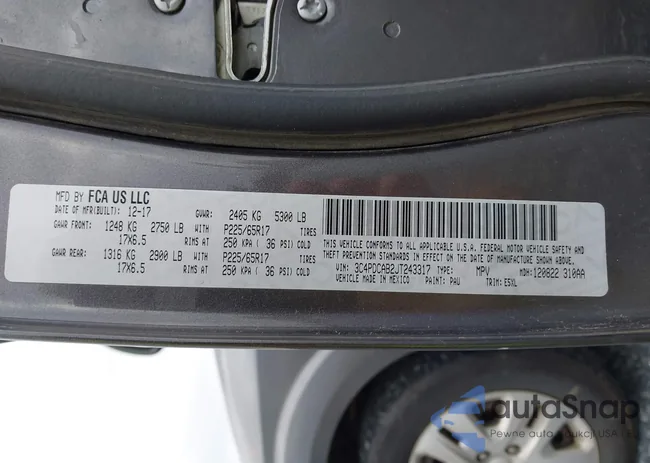 MFD BY FCA US LLC
DATE OF MFR(BUILT): 12-17 GVWR: 2405 KG 5300 LB
GAWR FRONT: 1248 KG 2750 LB WITH P225/65R17 TIRES
17X6.5 RIMS AT 250 KPA ( 36 PSI) COLD
GAWR REAR: 1316 KG 2900 LB WITH P225/65R17 TIRES
17X6.5 RIMS AT 250 KPA ( 36 PSI) COLD
THIS VEHICLE CONFORMS TO ALL APPLICABLE U.S.A. FEDERAL MOTOR VEHICLE SAFETY AND
THEFT PREVENTION STANDARDS IN EFFECT ON THE DATE OF MANUFACTURE SHOWN ABOVE.
VIN: 3C4PDCAB2JT243317 TYPE: MPV MDH: 120822 310AA
VEHICLE MADE IN MEXICO PAINT: PAU TRIM: E5XL
autoSnap
Pewne auta USA